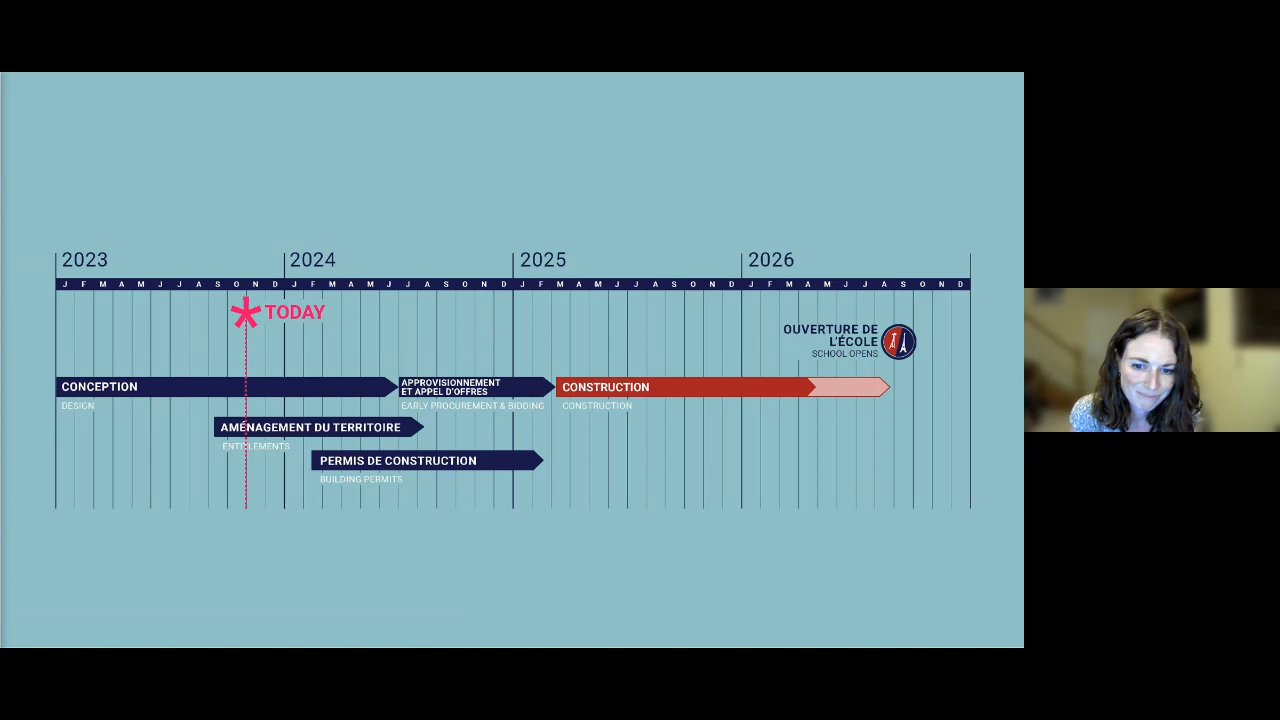 2023 2024 2025 2026
J F M A M J J A S O N D J F M A M J J A S O N D J F M A M J J A S O N D J F M A M J J A S O N D
TODAY
OUVERTURE DE
L'ÉCOLE
SCHOOL OPENS
CONCEPTION
DESIGN
APPROVISIONNEMENT
ET APPEL D'OFFRES
EARLY PROCUREMENT & BIDDING
CONSTRUCTION
CONSTRUCTION
AMÉNAGEMENT DU TERRITOIRE
ENTITLEMENTS
PERMIS DE CONSTRUCTION
BUILDING PERMITS